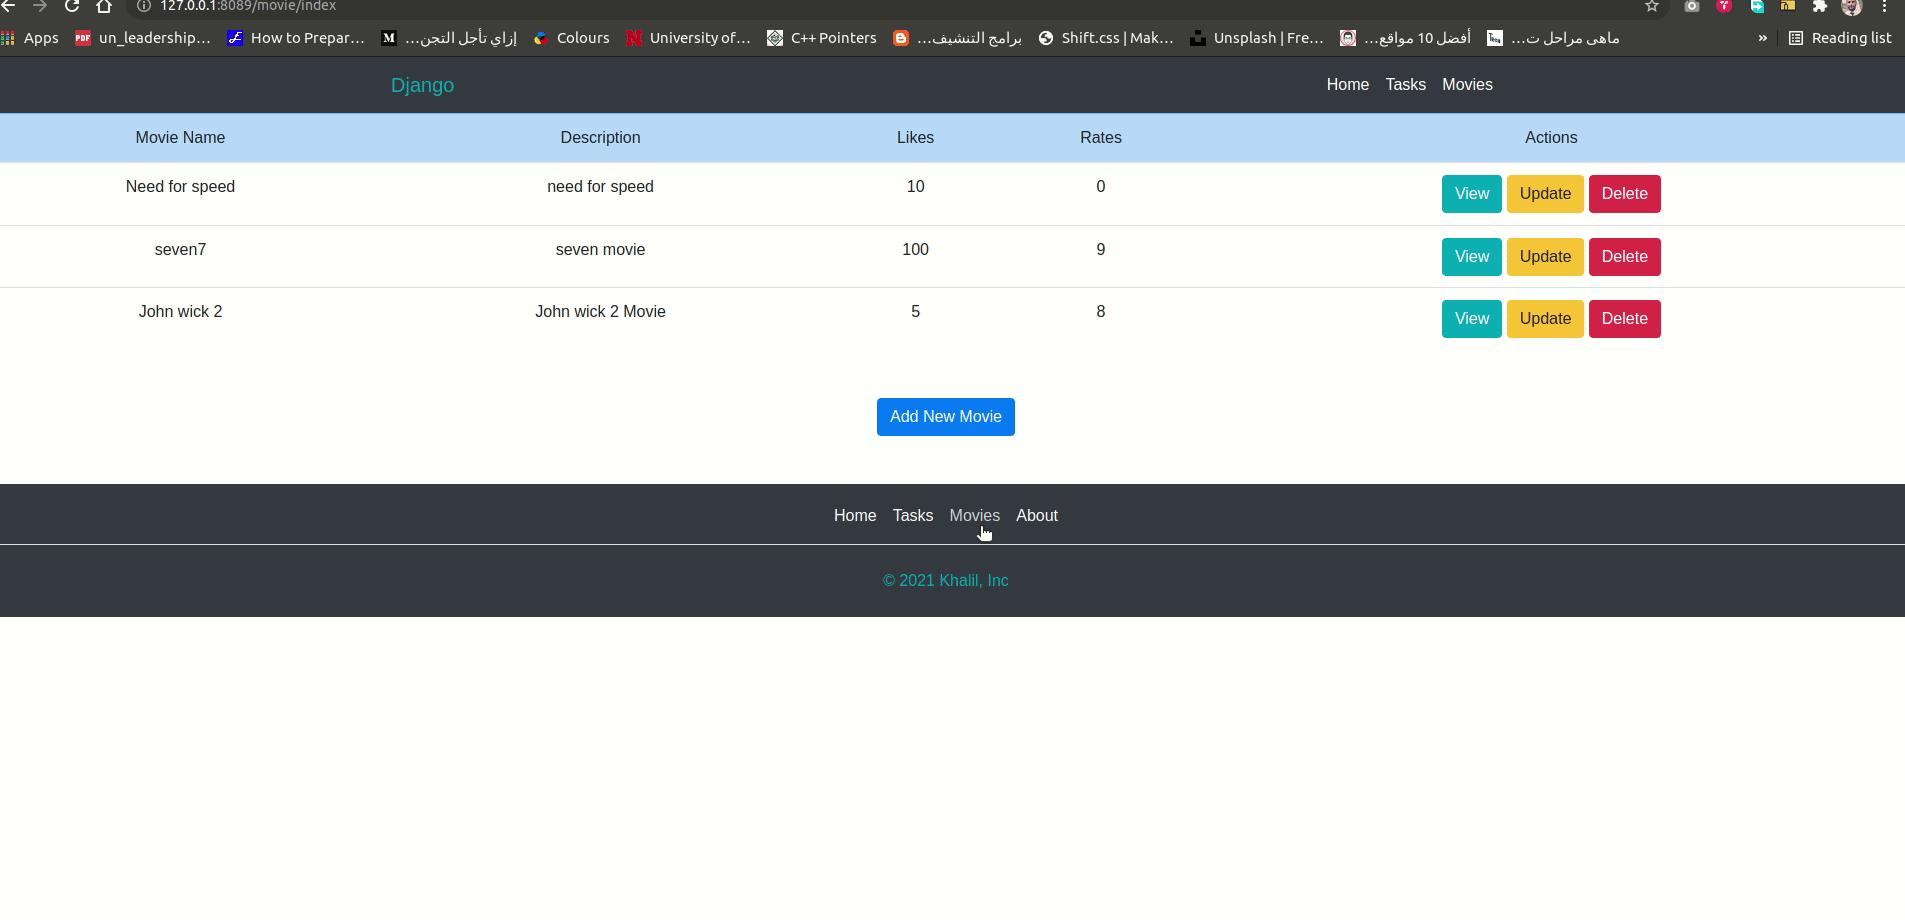 127.0.0.1:8089/movie/index
Apps un_leadership... How to Prepar... إزاي تأجل التجن... Colours University of... C++ Pointers برامج التنشيف... Shift.css | Mak... Unsplash | Fre... أفضل 10 مواقع... ماهى مراحل ت... » Reading list
Django Home Tasks Movies
Movie Name Description Likes Rates Actions
Need for speed need for speed 10 0 View Update Delete
seven7 seven movie 100 9 View Update Delete
John wick 2 John wick 2 Movie 5 8 View Update Delete
Add New Movie
Home Tasks Movies About
© 2021 Khalil, Inc